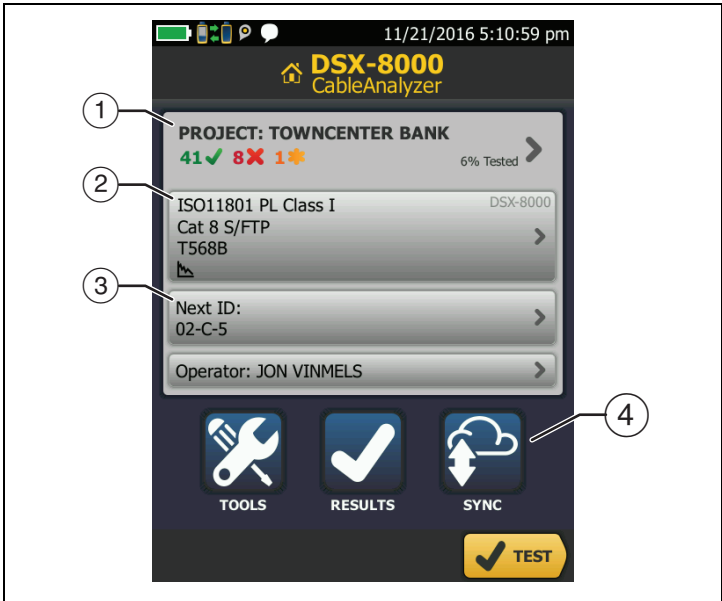 11/21/2016 5:10:59 pm
DSX-8000
CableAnalyzer
1
PROJECT: TOWNCENTER BANK
41 8 1
6% Tested
2
ISO11801 PL Class I
DSX-8000
Cat 8 S/FTP
T568B
3
Next ID:
02-C-5
Operator: JON VINMELS
4
TOOLS
RESULTS
SYNC
TEST